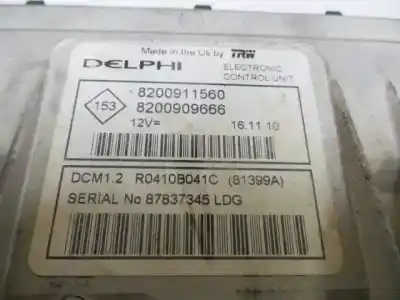 Made in the Uk by TRW
DELPHI
ELECTRONIC
CONTROL UNIT
153
8200911560
8200909666
12V=
16.11.10
DCM1.2 R0410B041C (81399A)
SERIAL No 87837345 LDG